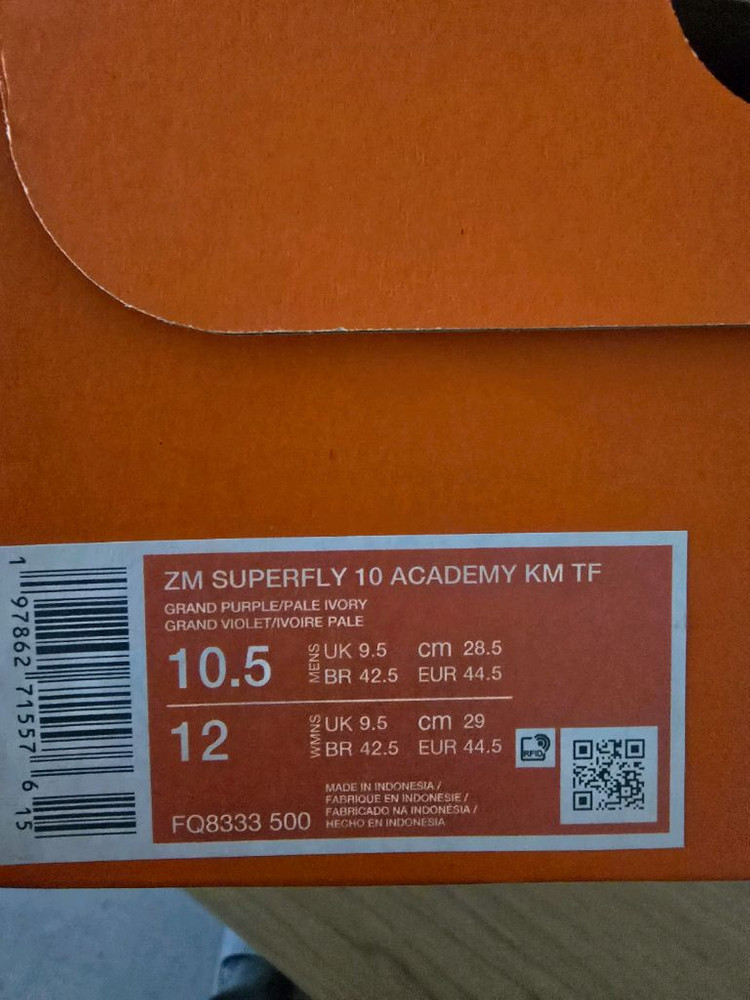 ZM SUPERFLY 10 ACADEMY KM TF
GRAND PURPLE/PALE IVORY
GRAND VIOLET/IVOIRE PALE
10.5 MENS UK 9.5 cm 28.5
BR 42.5 EUR 44.5
12 WMNS UK 9.5 cm 29
BR 42.5 EUR 44.5
RFID
MADE IN INDONESIA /
FABRIQUE EN INDONESIE /
FABRICADO NA INDONÉSIA /
HECHO EN INDONESIA
FQ8333 500
1 97862 71557 6 15